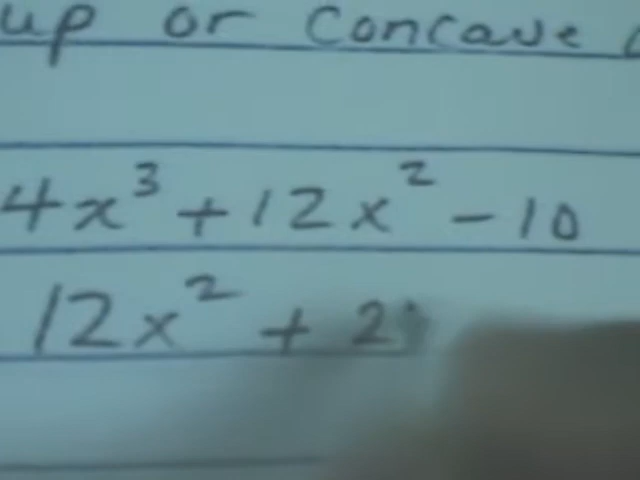 up or concave
4x³ + 12x² - 10
12x² + 2